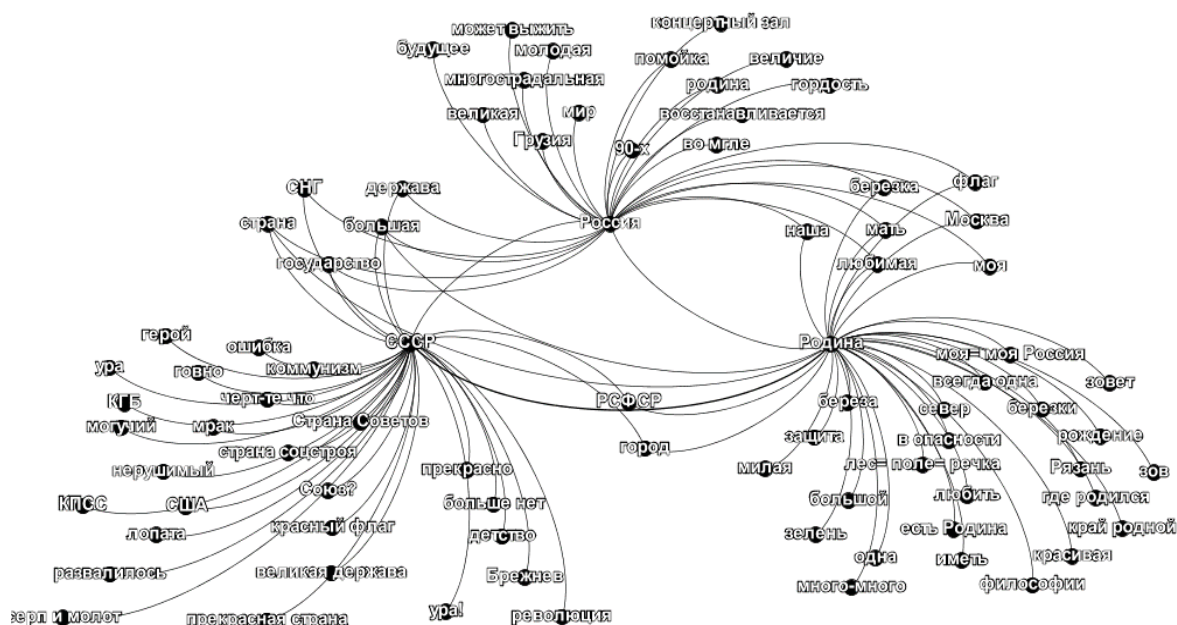 может выжить
концертный зал
будущее
молодая
помойка
величие
многострадальная
родина
гордость
великая
мир
восстанавливается
Грузия
90-х
во мгле
СНГ
держава
березка
флаг
страна
большая
Россия
наша
мать
Москва
государство
любимая
моя
герой
ошибка
СССР
Родина
моя= моя Россия
ура
говно
коммунизм
всегда одна
зовет
КГБ
черт-те что
РСФСР
береза
север
березки
могучий
мрак
Страна Советов
город
защита
в опасности
рождение
нерушимый
страна соцстроя
прекрасно
милая
лес= поле= речка
Рязань
зов
КПСС
США
Союз?
больше нет
большой
любить
где родился
лопата
красный флаг
детство
зелень
есть Родина
край родной
развалилось
великая держава
Брежнев
одна
иметь
красивая
много-много
философии
серп и молот
прекрасная страна
ура!
революция